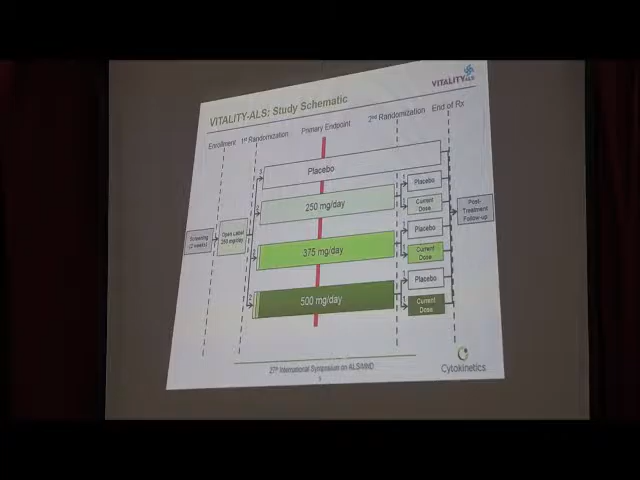 VITALITY-ALS: Study Schematic
VITALITY ALS
Enrollment
1st Randomization
Primary Endpoint
2nd Randomization
End of Rx
Placebo
250 mg/day
375 mg/day
500 mg/day
Placebo
Current
Dose
Placebo
Current
Dose
Placebo
Current
Dose
Screening
(2 weeks)
Open Label
250 mg/day
Post-
Treatment
Follow-up
27th International Symposium on ALS/MND
Cytokinetics